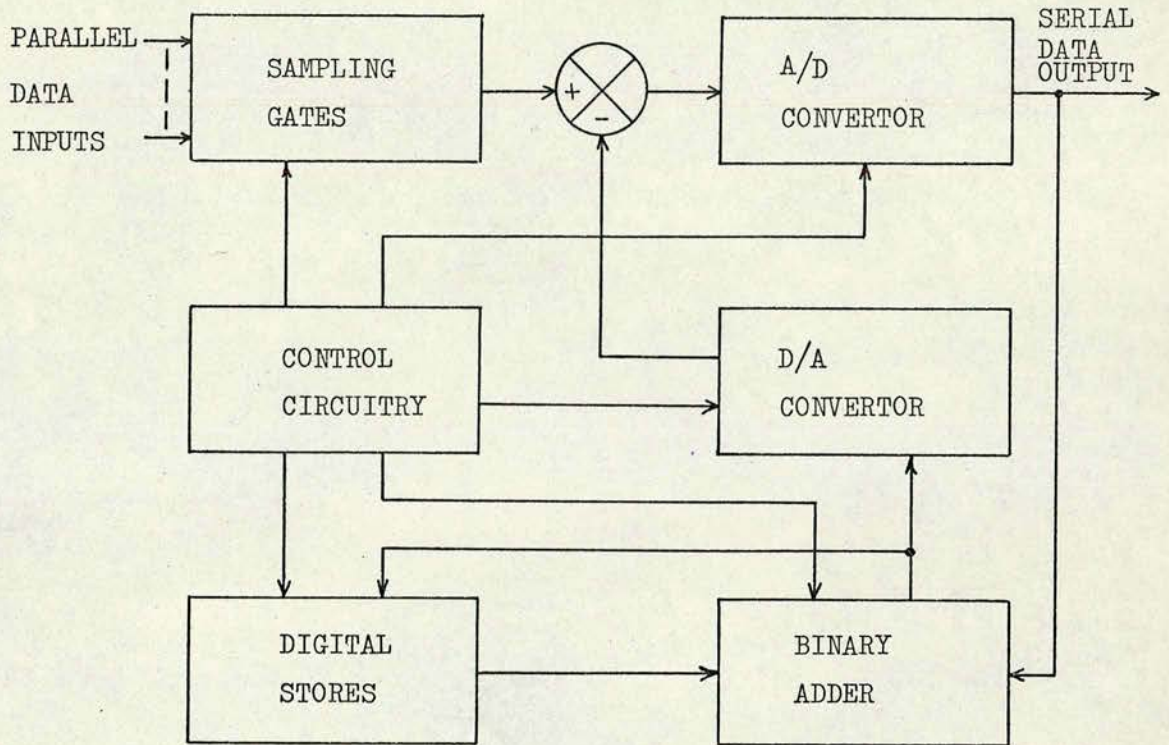 PARALLEL
DATA
INPUTS
SAMPLING
GATES
+
-
A/D
CONVERTOR
SERIAL
DATA
OUTPUT
CONTROL
CIRCUITRY
D/A
CONVERTOR
DIGITAL
STORES
BINARY
ADDER